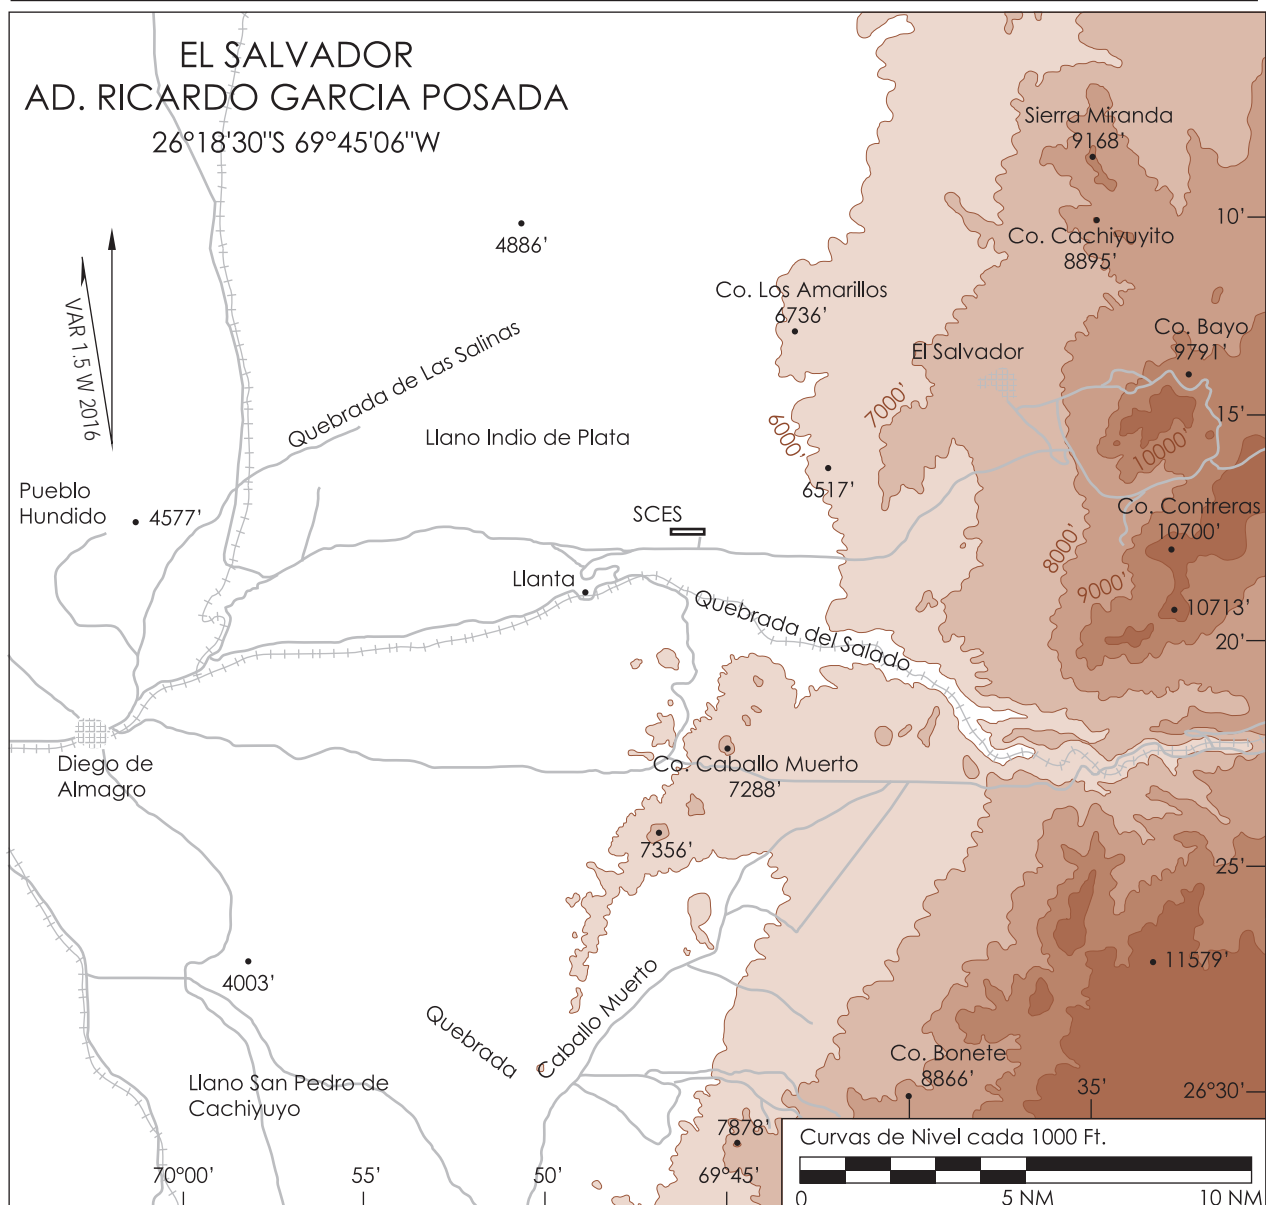 EL SALVADOR
AD. RICARDO GARCIA POSADA
26°18'30"S 69°45'06"W
Sierra Miranda
9168'
10'
4886'
Co. Cachiyuyito
8895'
VAR 1.5 W 2016
Co. Los Amarillos
6736'
Co. Bayo
9791'
El Salvador
Quebrada de Las Salinas
7000'
6000'
15'
Llano Indio de Plata
10000'
Pueblo
Hundido
4577'
6517'
SCES
Co. Contreras
10700'
8000'
9000'
Llanta
10713'
Quebrada del Salado
20'
Diego de
Almagro
Co. Caballo Muerto
7288'
7356'
25'
4003'
11579'
Quebrada
Caballo Muerto
Co. Bonete
8866'
Llano San Pedro de
Cachiyuyo
35'
26°30'
7878'
Curvas de Nivel cada 1000 Ft.
70°00'
55'
50'
69°45'
0
5 NM
10 NM